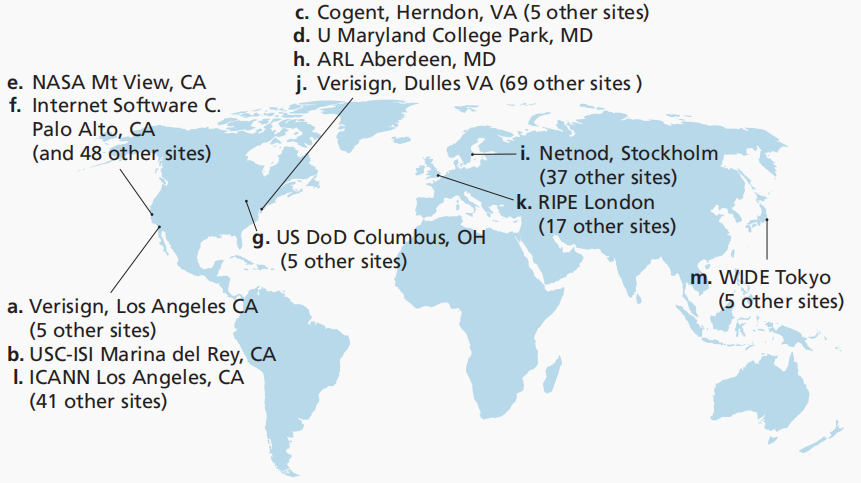 c. Cogent, Herndon, VA (5 other sites)
d. U Maryland College Park, MD
h. ARL Aberdeen, MD
j. Verisign, Dulles VA (69 other sites )
e. NASA Mt View, CA
f. Internet Software C.
Palo Alto, CA
(and 48 other sites)
i. Netnod, Stockholm
(37 other sites)
k. RIPE London
(17 other sites)
g. US DoD Columbus, OH
(5 other sites)
m. WIDE Tokyo
(5 other sites)
a. Verisign, Los Angeles CA
(5 other sites)
b. USC-ISI Marina del Rey, CA
l. ICANN Los Angeles, CA
(41 other sites)